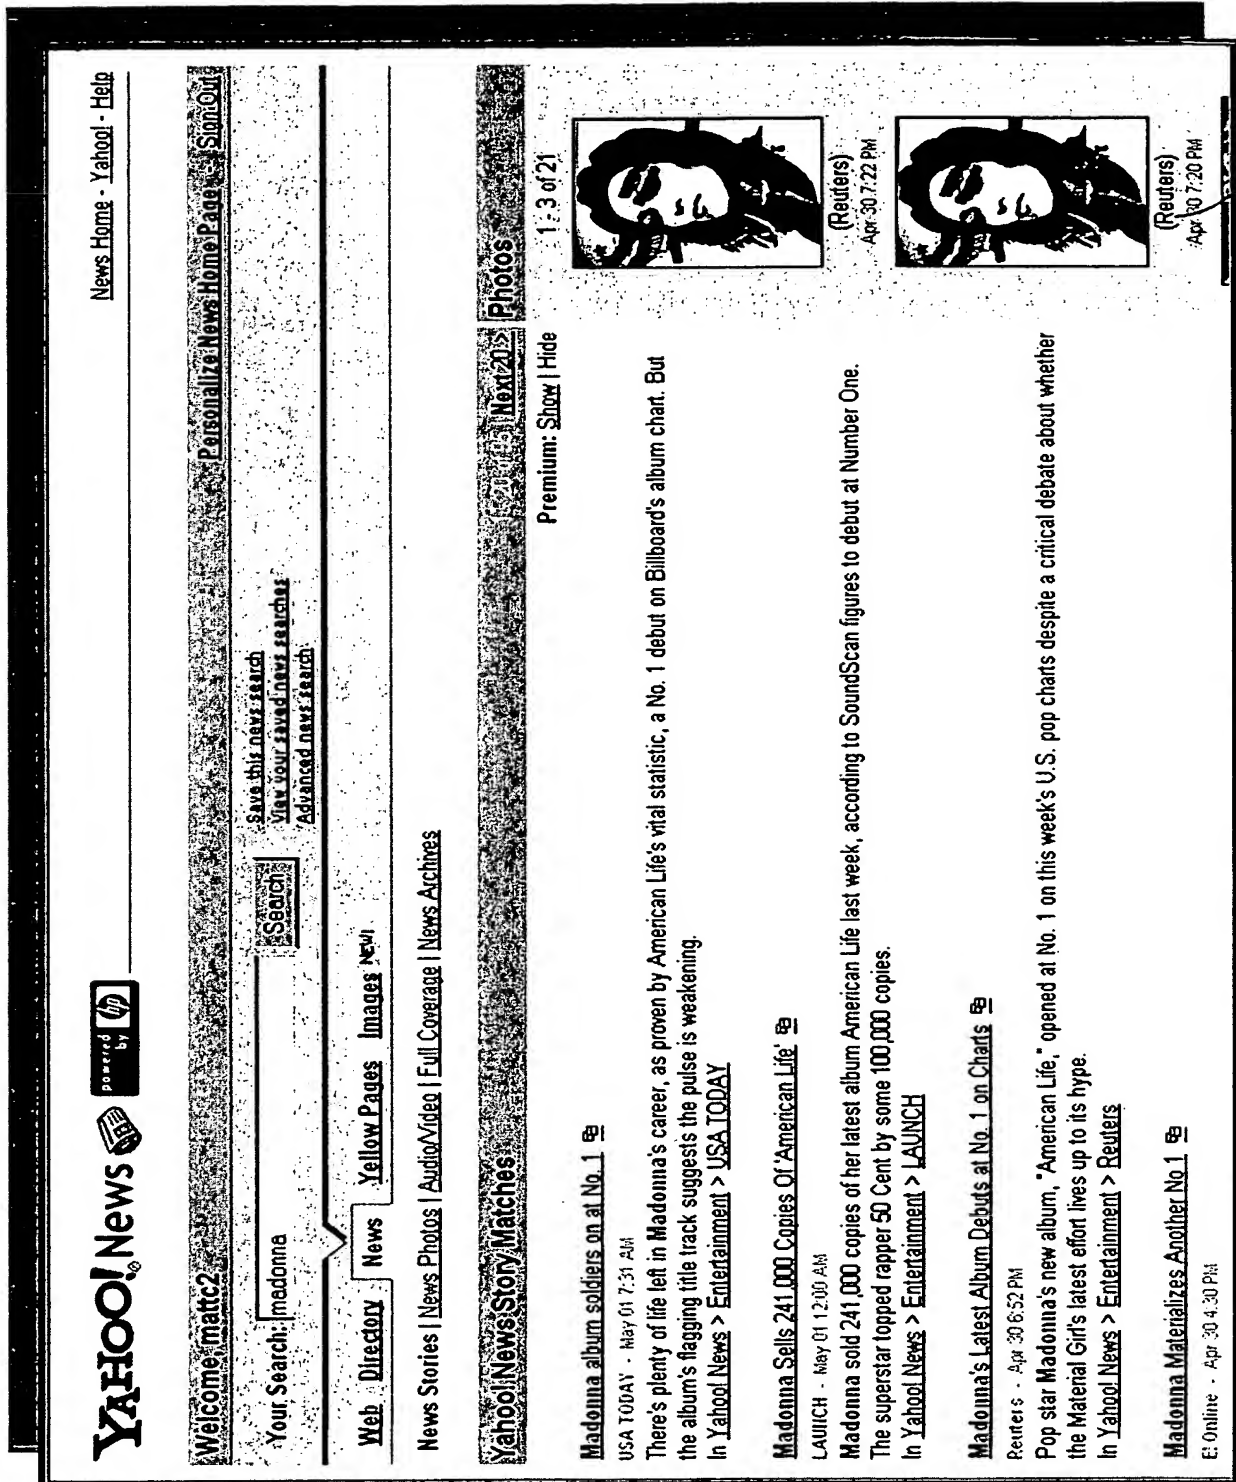 YAHOO! News powered by hp
News Home - Yahoo! - Help
Welcome, matt2
Personalize News Home Page - Sign Out
Your Search: madonna Search
Save this news search
View your saved news searches
Advanced news search
Web Directory News Yellow Pages Images NEW!
News Stories | News Photos | Audio/Video | Full Coverage | News Archives
Yahoo! News Story Matches
Next 20 >
Premium: Show | Hide
Madonna album soldiers on at No. 1
USA TODAY - May 01 7:31 AM
There's plenty of life left in Madonna's career, as proven by American Life's vital statistic, a No. 1 debut on Billboard's album chart. But
the album's flagging title track suggests the pulse is weakening.
In Yahoo! News > Entertainment > USA TODAY
Madonna Sells 241,000 Copies Of 'American Life'
LAUNCH - May 01 12:00 AM
Madonna sold 241,000 copies of her latest album American Life last week, according to SoundScan figures to debut at Number One.
The superstar topped rapper 50 Cent by some 100,000 copies.
In Yahoo! News > Entertainment > LAUNCH
Madonna's Latest Album Debuts at No. 1 on Charts
Reuters - Apr 30 6:52 PM
Pop star Madonna's new album, "American Life," opened at No. 1 on this week's U.S. pop charts despite a critical debate about whether
the Material Girl's latest effort lives up to its hype.
In Yahoo! News > Entertainment > Reuters
Madonna Materializes Another No 1
E! Online - Apr 30 4:30 PM
Photos
1 - 3 of 21
(Reuters)
Apr 30 7:22 PM
(Reuters)
Apr 30 7:20 PM